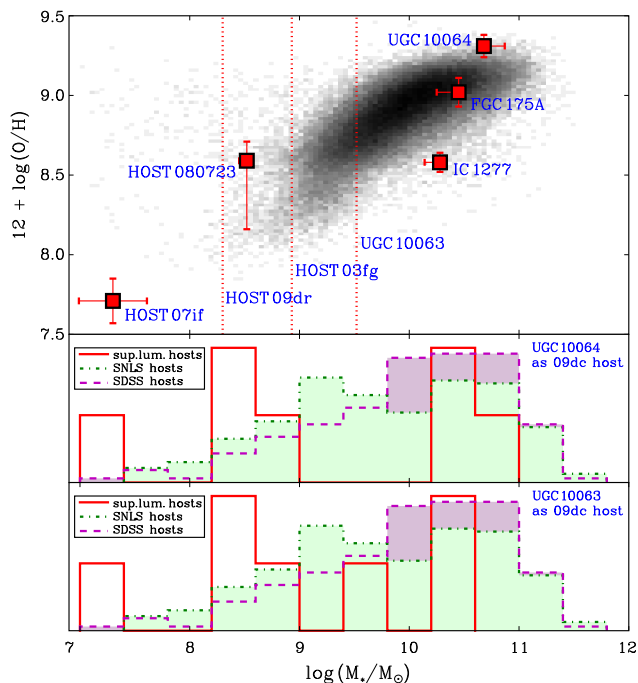 12 + log(O/H)
9.5
9.0
8.5
8.0
7.5
UGC 10064
FGC 175A
HOST 080723
IC 1277
UGC 10063
HOST 03fg
HOST 09dr
HOST 07if
sup.lum. hosts
SNLS hosts
SDSS hosts
UGC 10064
as 09dc host
sup.lum. hosts
SNLS hosts
SDSS hosts
UGC 10063
as 09dc host
7 8 9 10 11 12
log(M*/M⊙)